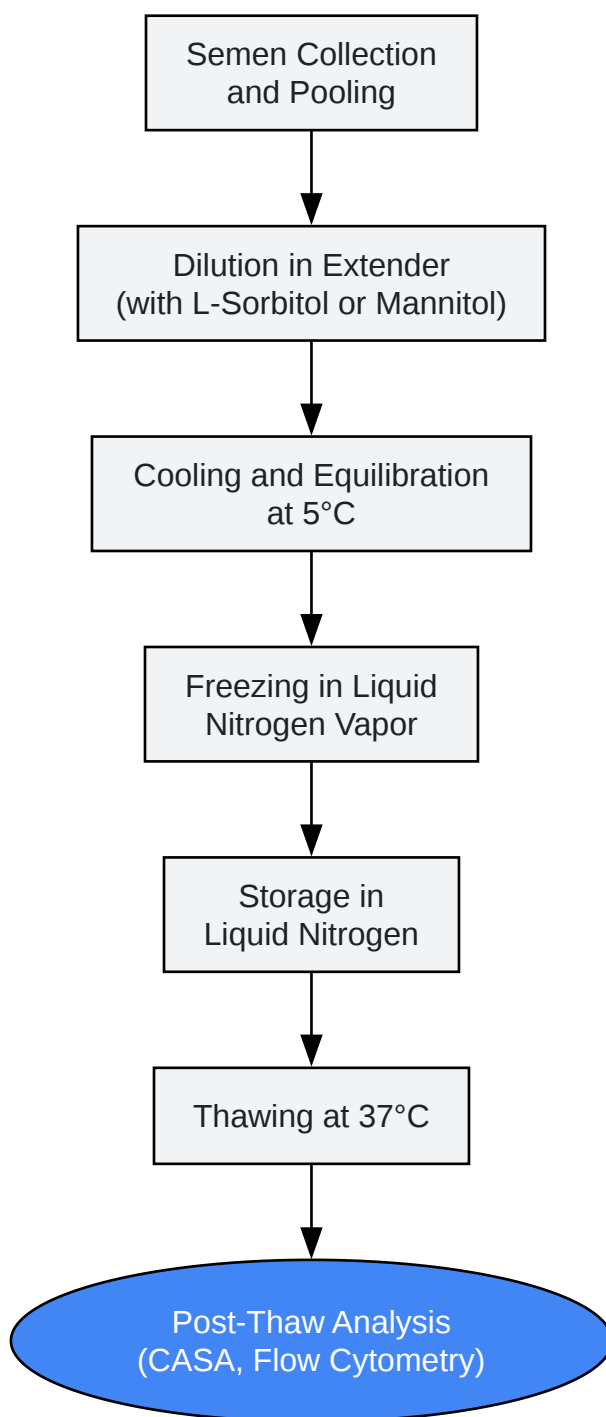 Semen Collection
and Pooling
Dilution in Extender
(with L-Sorbitol or Mannitol)
Cooling and Equilibration
at 5°C
Freezing in Liquid
Nitrogen Vapor
Storage in
Liquid Nitrogen
Thawing at 37°C
Post-Thaw Analysis
(CASA, Flow Cytometry)